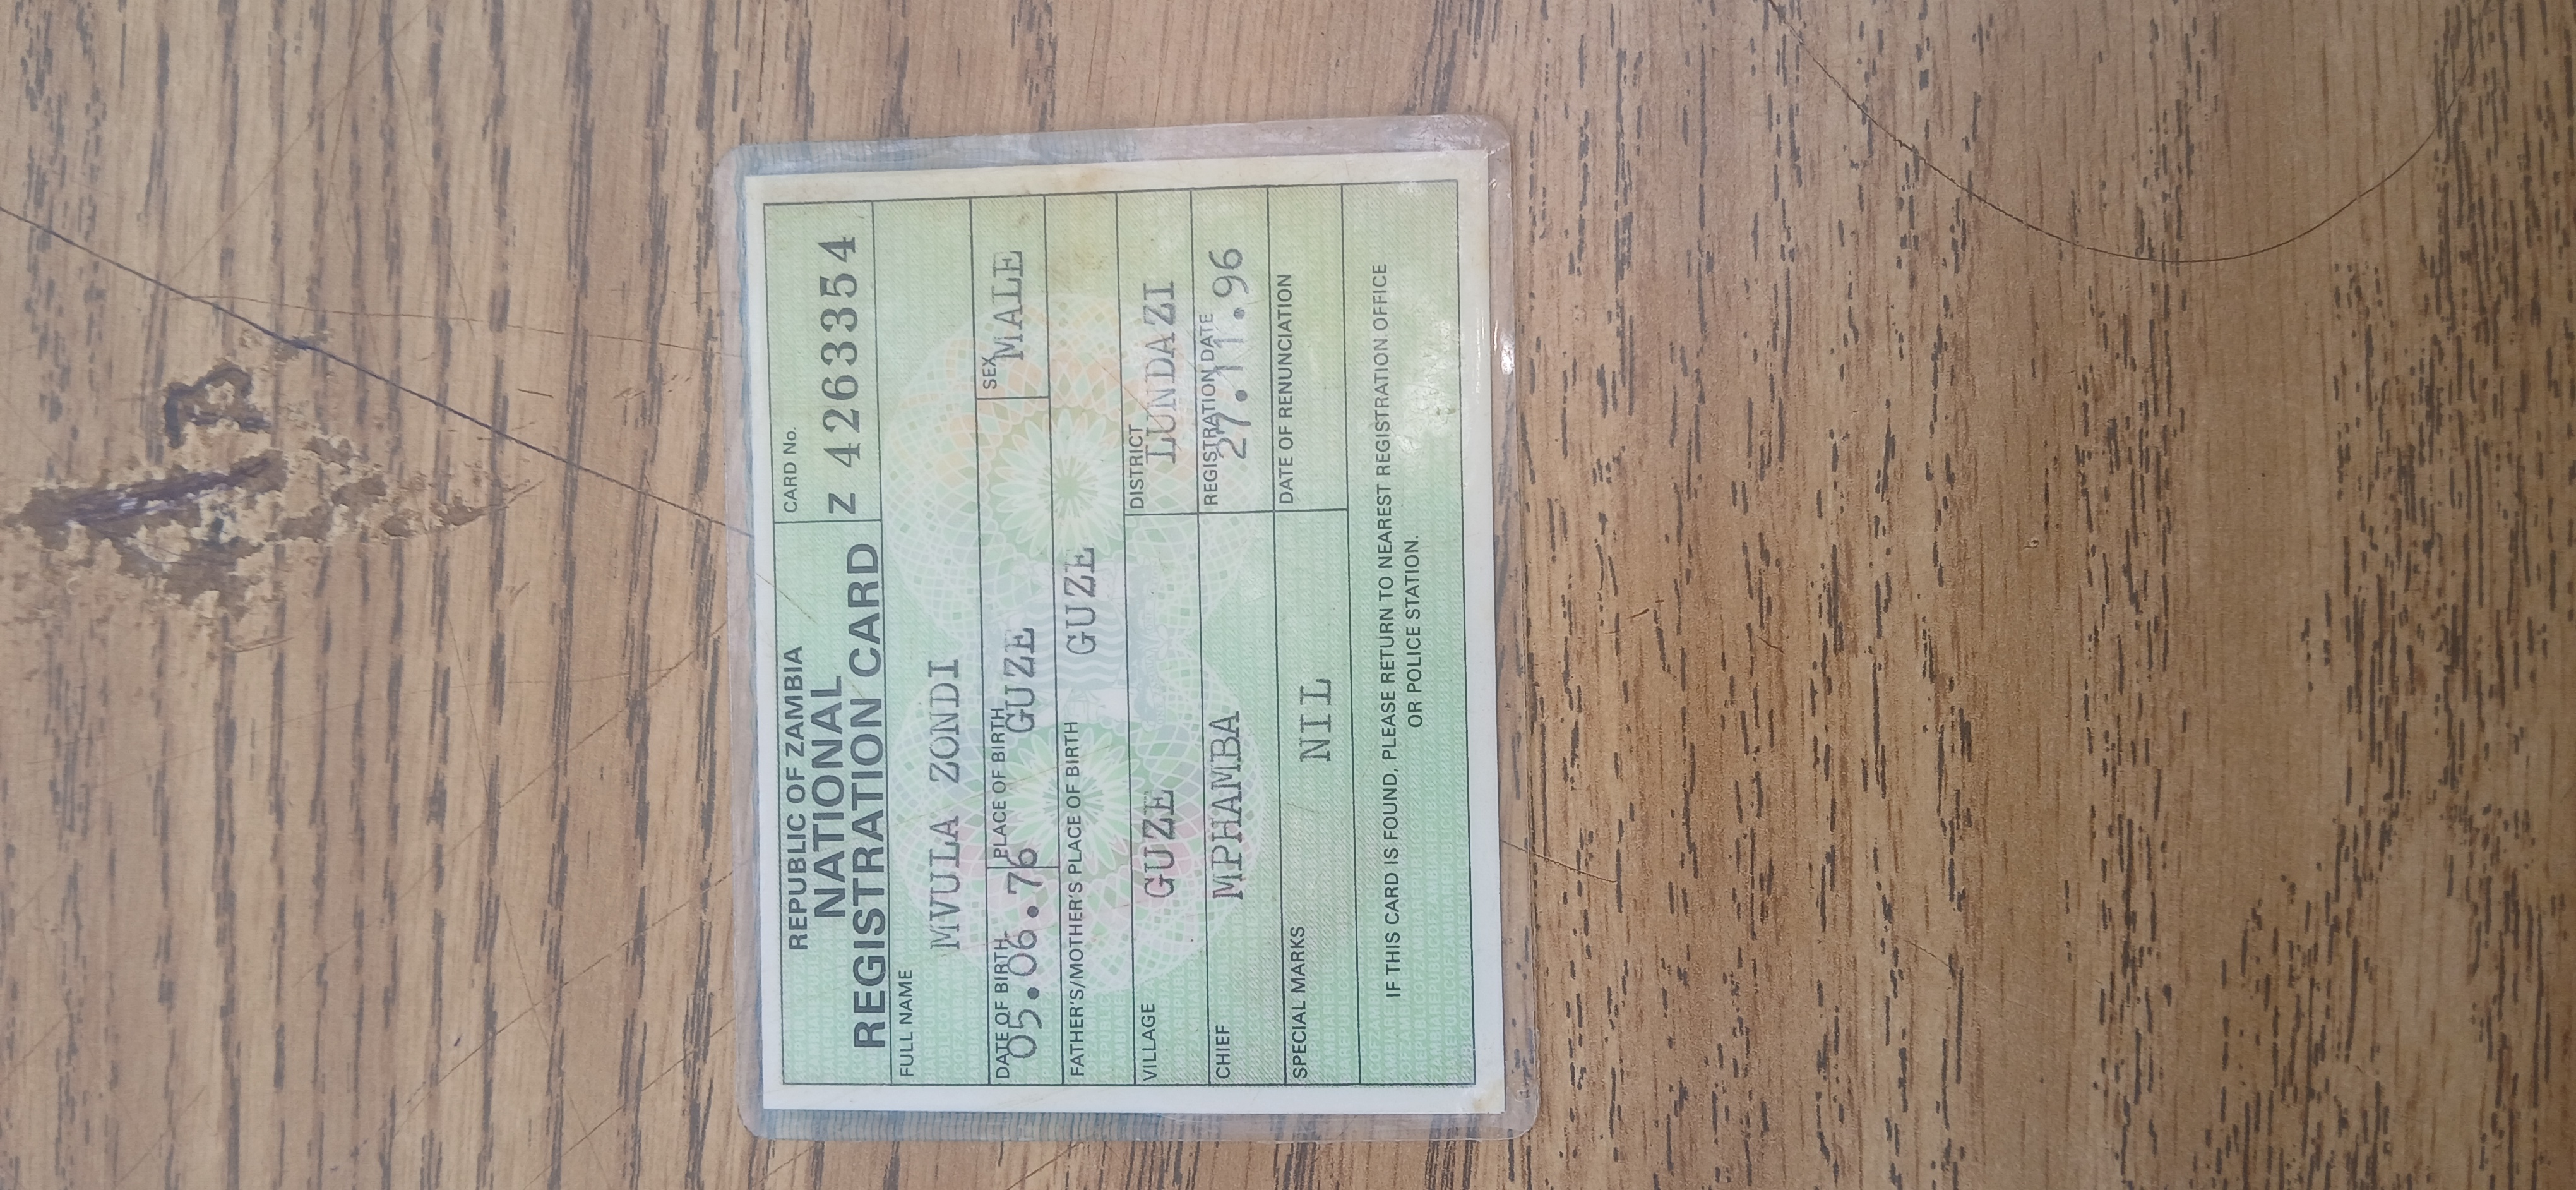 REPUBLIC OF ZAMBIA
NATIONAL
REGISTRATION CARD
CARD No.
Z 4263354
FULL NAME
MVULA ZONDI
DATE OF BIRTH
05.06.76
PLACE OF BIRTH
GUZE
SEX
MALE
FATHER'S/MOTHER'S PLACE OF BIRTH
GUZE
VILLAGE
GUZE
DISTRICT
LUNDAZI
CHIEF
MPHAMBA
REGISTRATION DATE
27.11.96
SPECIAL MARKS
NIL
DATE OF RENUNCIATION
IF THIS CARD IS FOUND, PLEASE RETURN TO NEAREST REGISTRATION OFFICE
OR POLICE STATION.